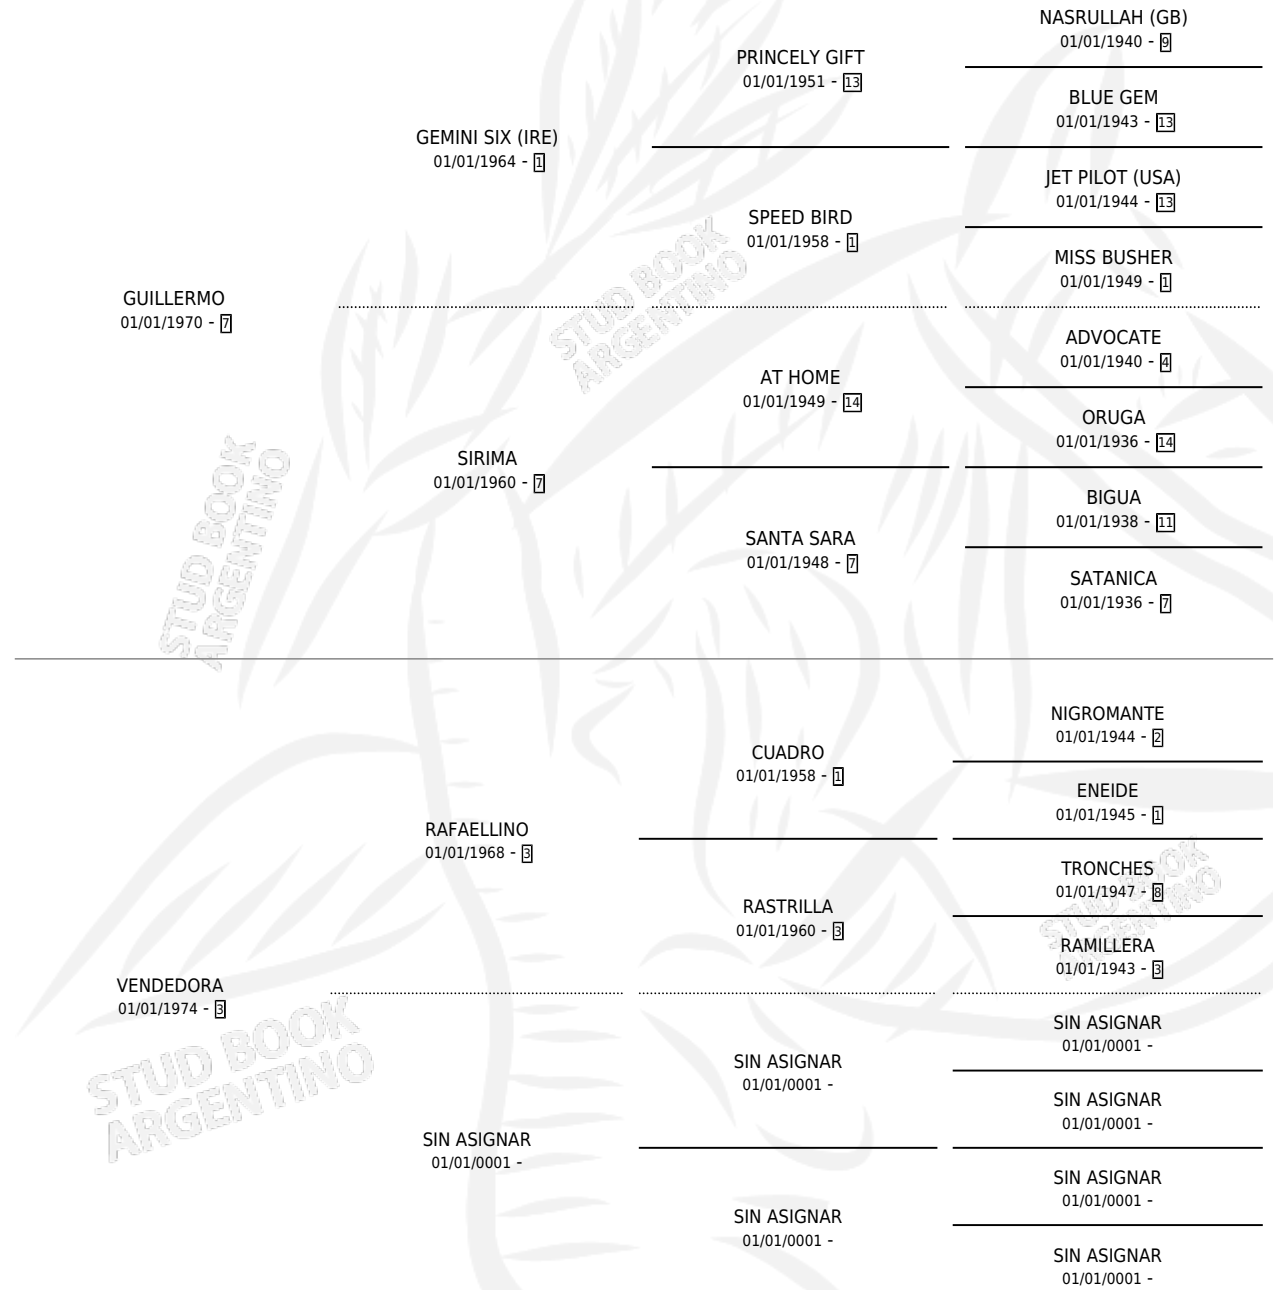 NASRULLAH (GB)
01/01/1940 - 9
PRINCELY GIFT
01/01/1951 - 13
BLUE GEM
01/01/1943 - 13
GEMINI SIX (IRE)
01/01/1964 - 1
JET PILOT (USA)
01/01/1944 - 13
SPEED BIRD
01/01/1958 - 1
MISS BUSHER
01/01/1949 - 1
GUILLERMO
01/01/1970 - 7
STUD BOOK
ARGENTINO
ADVOCATE
01/01/1940 - 4
AT HOME
01/01/1949 - 14
ORUGA
01/01/1936 - 14
SIRIMA
01/01/1960 - 7
BIGUA
01/01/1938 - 11
SANTA SARA
01/01/1948 - 7
SATANICA
01/01/1936 - 7
STUD BOOK
ARGENTINO
NIGROMANTE
01/01/1944 - 2
CUADRO
01/01/1958 - 1
ENEIDE
01/01/1945 - 1
RAFAELLINO
01/01/1968 - 3
TRONCHES
01/01/1947 - 8
RASTRILLA
01/01/1960 - 3
STUD BOOK
ARGENTINO
RAMILLERA
01/01/1943 - 3
VENDEDORA
01/01/1974 - 3
STUD BOOK
ARGENTINO
SIN ASIGNAR
01/01/0001 -
SIN ASIGNAR
01/01/0001 -
SIN ASIGNAR
01/01/0001 -
SIN ASIGNAR
01/01/0001 -
SIN ASIGNAR
01/01/0001 -
SIN ASIGNAR
01/01/0001 -
SIN ASIGNAR
01/01/0001 -